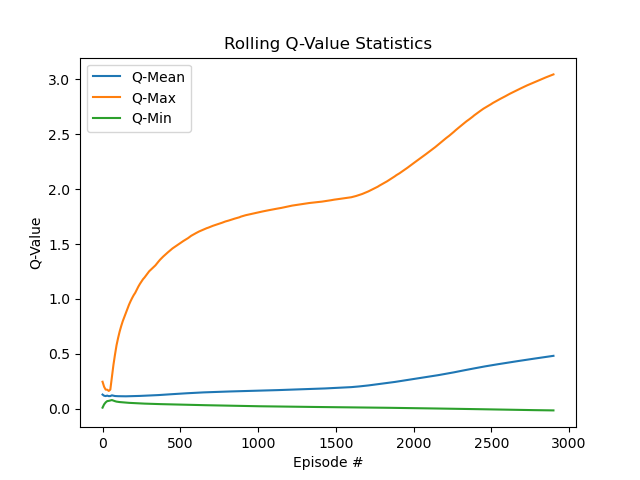 Rolling Q-Value Statistics
Q-Mean
Q-Max
Q-Min
Q-Value
3.0
2.5
2.0
1.5
1.0
0.5
0.0
0 500 1000 1500 2000 2500 3000
Episode #